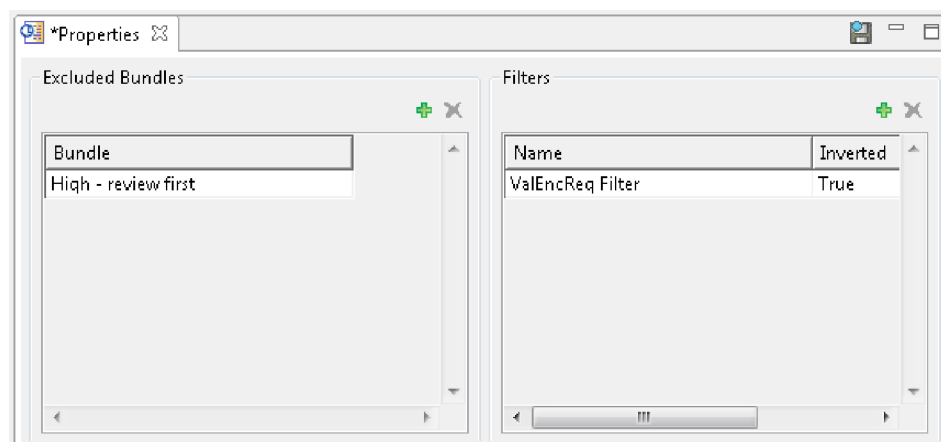 *Properties
Excluded Bundles
Filters
Bundle
Name
Inverted
High - review first
ValEncReq Filter
True